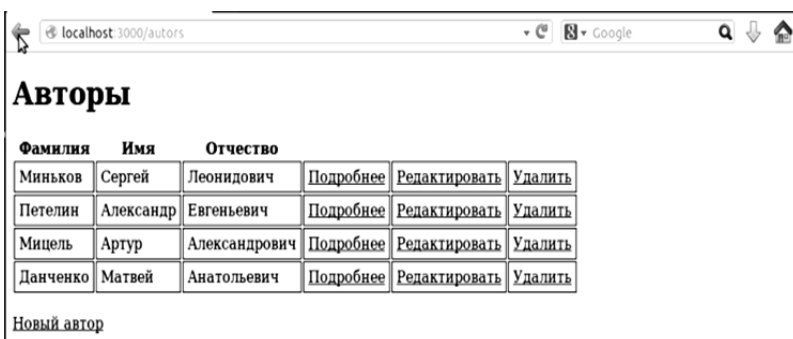 localhost:3000/autors Google
Авторы
Фамилия Имя Отчество
Миньков Сергей Леонидович Подробнее Редактировать Удалить
Петелин Александр Евгеньевич Подробнее Редактировать Удалить
Мицель Артур Александрович Подробнее Редактировать Удалить
Данченко Матвей Анатольевич Подробнее Редактировать Удалить
Новый автор